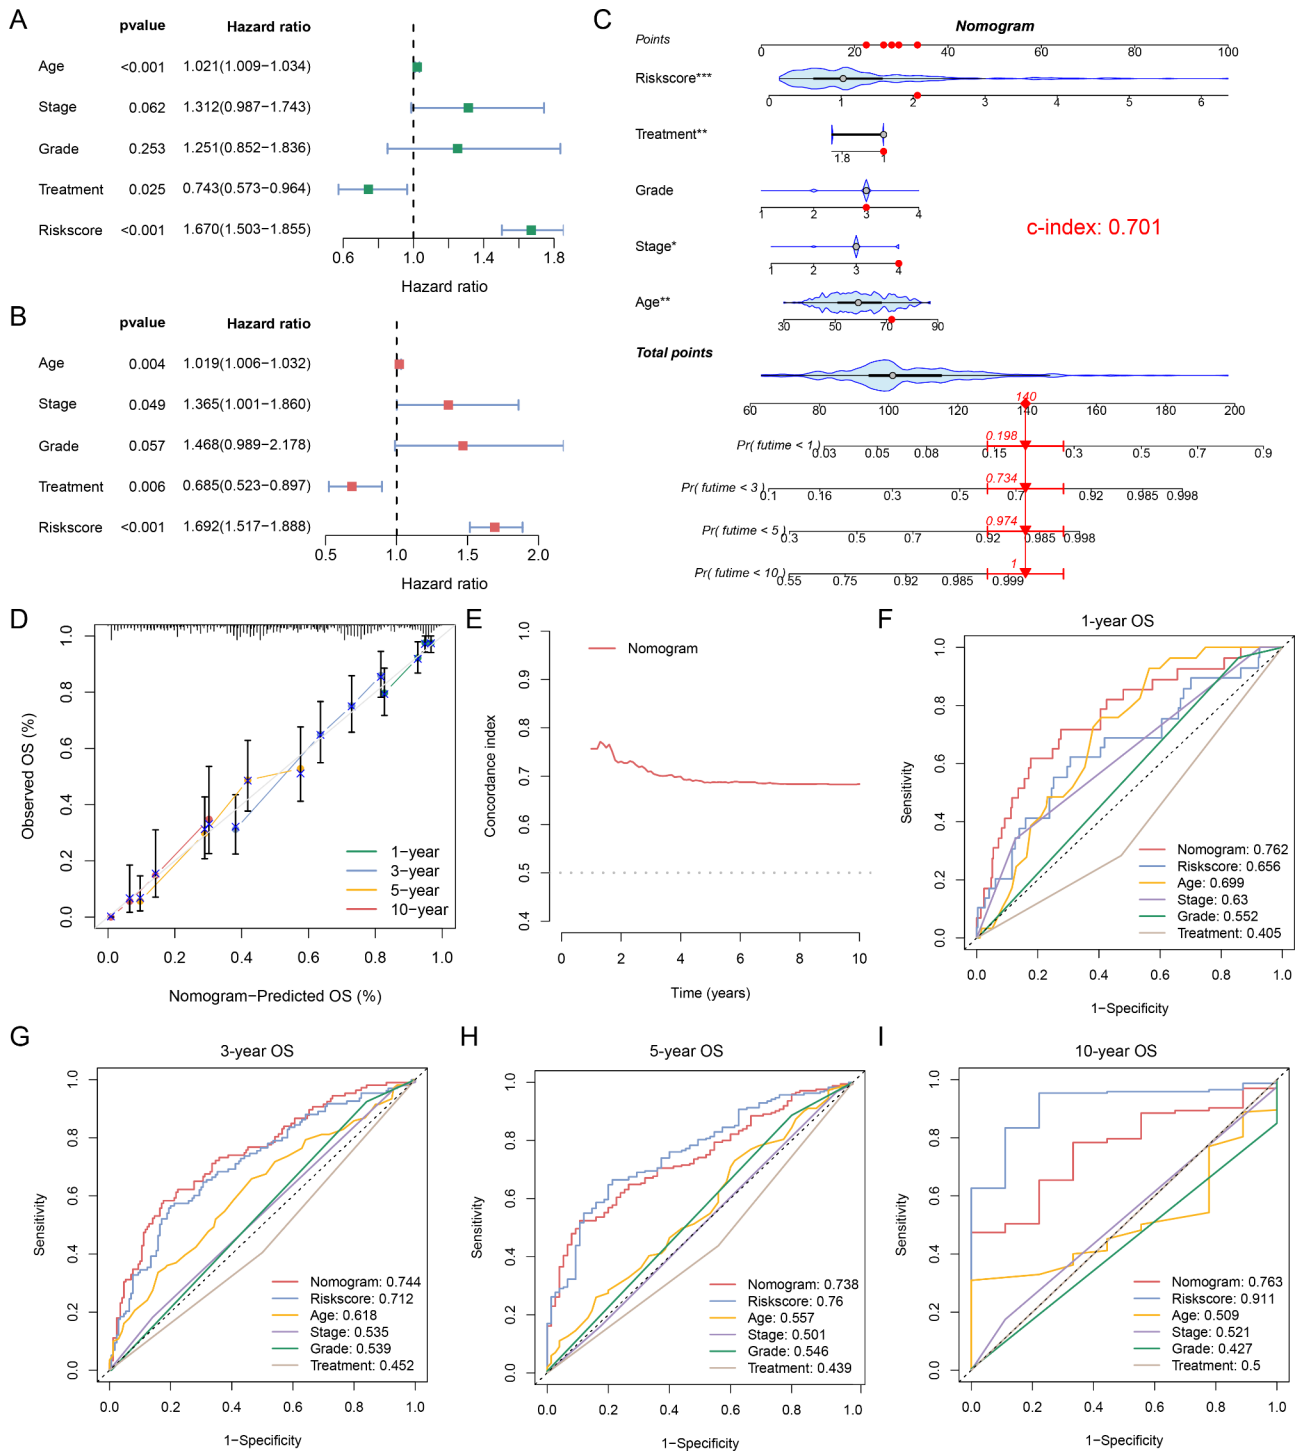 A
pvalue Hazard ratio
Age <0.001 1.021(1.009−1.034)
Stage 0.062 1.312(0.987−1.743)
Grade 0.253 1.251(0.852−1.836)
Treatment 0.025 0.743(0.573−0.964)
Riskscore <0.001 1.670(1.503−1.855)
0.6 1.0 1.4 1.8
Hazard ratio
B
pvalue Hazard ratio
Age 0.004 1.019(1.006−1.032)
Stage 0.049 1.365(1.001−1.860)
Grade 0.057 1.468(0.989−2.178)
Treatment 0.006 0.685(0.523−0.897)
Riskscore <0.001 1.692(1.517−1.888)
0.5 1.0 1.5 2.0
Hazard ratio
C
Nomogram
Points
0 20 40 60 80 100
Riskscore***
0 1 2 3 4 5 6
Treatment**
1.8 1
Grade
1 2 3 4
c-index: 0.701
Stage*
1 2 3 4
Age**
30 50 70 90
Total points
140
60 80 100 120 140 160 180 200
0.198
Pr( futime < 1 )
0.03 0.05 0.08 0.15 0.3 0.5 0.7 0.9
0.734
Pr( futime < 3 )
0.1 0.16 0.3 0.5 0.7 0.92 0.985 0.998
0.974
Pr( futime < 5 )
0.3 0.5 0.7 0.92 0.985 0.998
1
Pr( futime < 10 )
0.55 0.75 0.92 0.985 0.999
D
Observed OS (%)
0.0 0.2 0.4 0.6 0.8 1.0
1−year
3−year
5−year
10−year
0.0 0.2 0.4 0.6 0.8 1.0
Nomogram−Predicted OS (%)
E
Concordance index
0.4 0.5 0.6 0.7 0.8 0.9 1.0
Nomogram
0 2 4 6 8 10
Time (years)
F
1-year OS
Sensitivity
0.0 0.2 0.4 0.6 0.8 1.0
Nomogram: 0.762
Riskscore: 0.656
Age: 0.699
Stage: 0.63
Grade: 0.552
Treatment: 0.405
0.0 0.2 0.4 0.6 0.8 1.0
1−Specificity
G
3-year OS
Sensitivity
0.0 0.2 0.4 0.6 0.8 1.0
Nomogram: 0.744
Riskscore: 0.712
Age: 0.618
Stage: 0.535
Grade: 0.539
Treatment: 0.452
0.0 0.2 0.4 0.6 0.8 1.0
1−Specificity
H
5-year OS
Sensitivity
0.0 0.2 0.4 0.6 0.8 1.0
Nomogram: 0.738
Riskscore: 0.76
Age: 0.557
Stage: 0.501
Grade: 0.546
Treatment: 0.439
0.0 0.2 0.4 0.6 0.8 1.0
1−Specificity
I
10-year OS
Sensitivity
0.0 0.2 0.4 0.6 0.8 1.0
Nomogram: 0.763
Riskscore: 0.911
Age: 0.509
Stage: 0.521
Grade: 0.427
Treatment: 0.5
0.0 0.2 0.4 0.6 0.8 1.0
1−Specificity